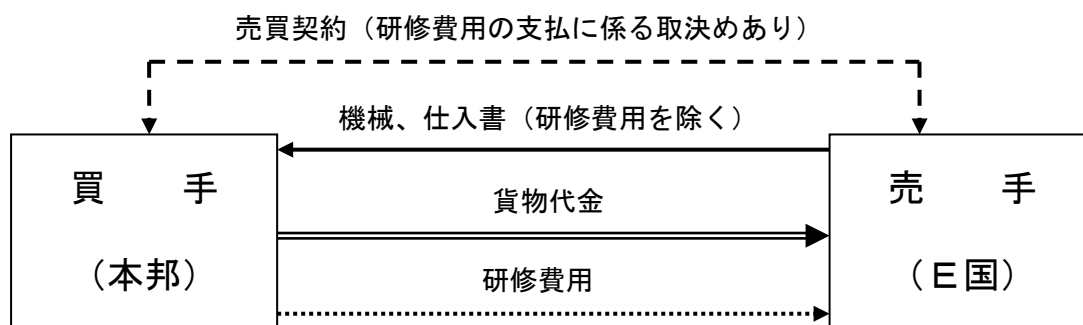 売買契約（研修費用の支払に係る取決めあり）
機械、仕入書（研修費用を除く）
買　　手
（本邦）
貨物代金
研修費用
売　　手
（Ｅ国）